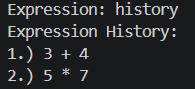 Expression: history
Expression History:
1.) 3 + 4
2.) 5 * 7